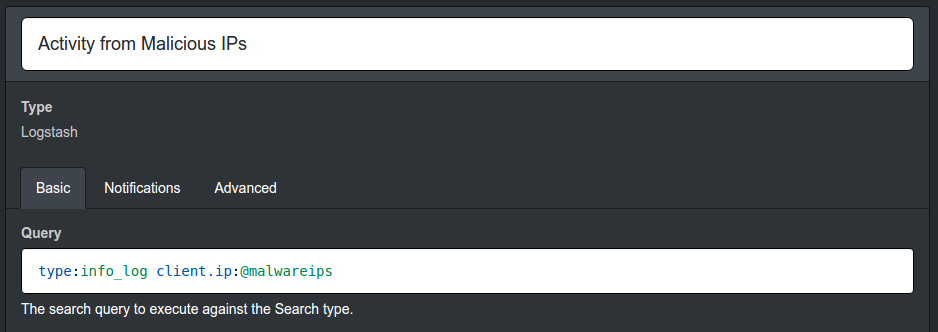 Activity from Malicious IPs
Type
Logstash
Basic Notifications Advanced
Query
type:info_log client.ip:@malwareips
The search query to execute against the Search type.